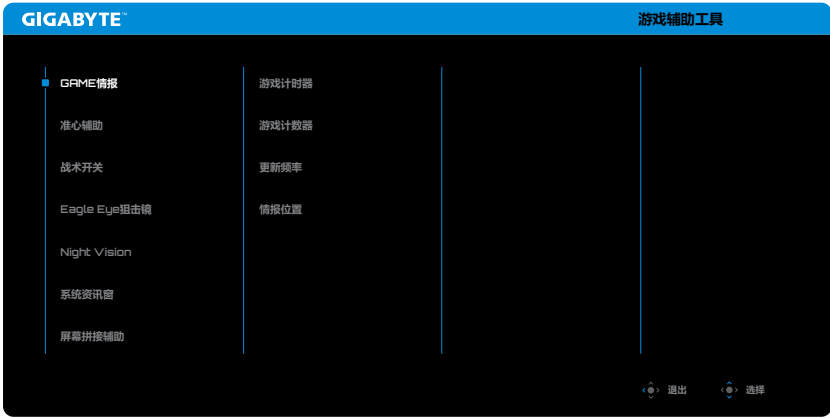 GIGABYTE™
游戏辅助工具
GAME情报
准心辅助
战术开关
Eagle Eye狙击镜
Night Vision
系统资讯窗
屏幕拼接辅助
游戏计时器
游戏计数器
更新频率
情报位置
退出
选择